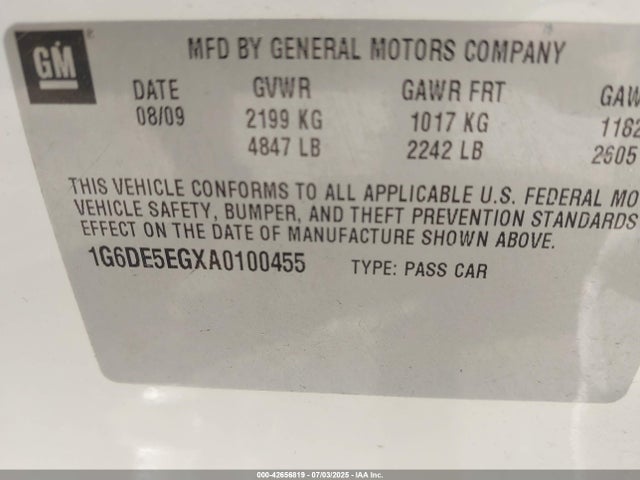 GM
MFD BY GENERAL MOTORS COMPANY
DATE GVWR GAWR FRT GAW
08/09 2199 KG 1017 KG 1182
4847 LB 2242 LB 2605
THIS VEHICLE CONFORMS TO ALL APPLICABLE U.S. FEDERAL MO
VEHICLE SAFETY, BUMPER, AND THEFT PREVENTION STANDARDS
EFFECT ON THE DATE OF MANUFACTURE SHOWN ABOVE.
1G6DE5EGXA0100455 TYPE: PASS CAR
000-42656819 - 07/03/2025 - IAA Inc.